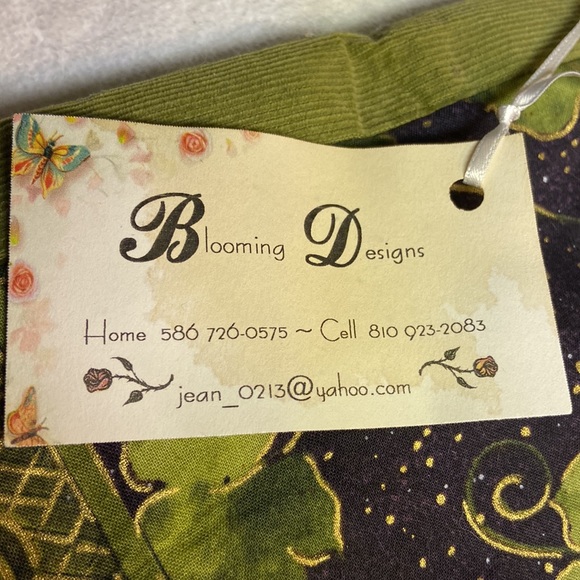 Blooming Designs
Home 586 726-0575 ~ Cell 810 923-2083
jean_0213@yahoo.com